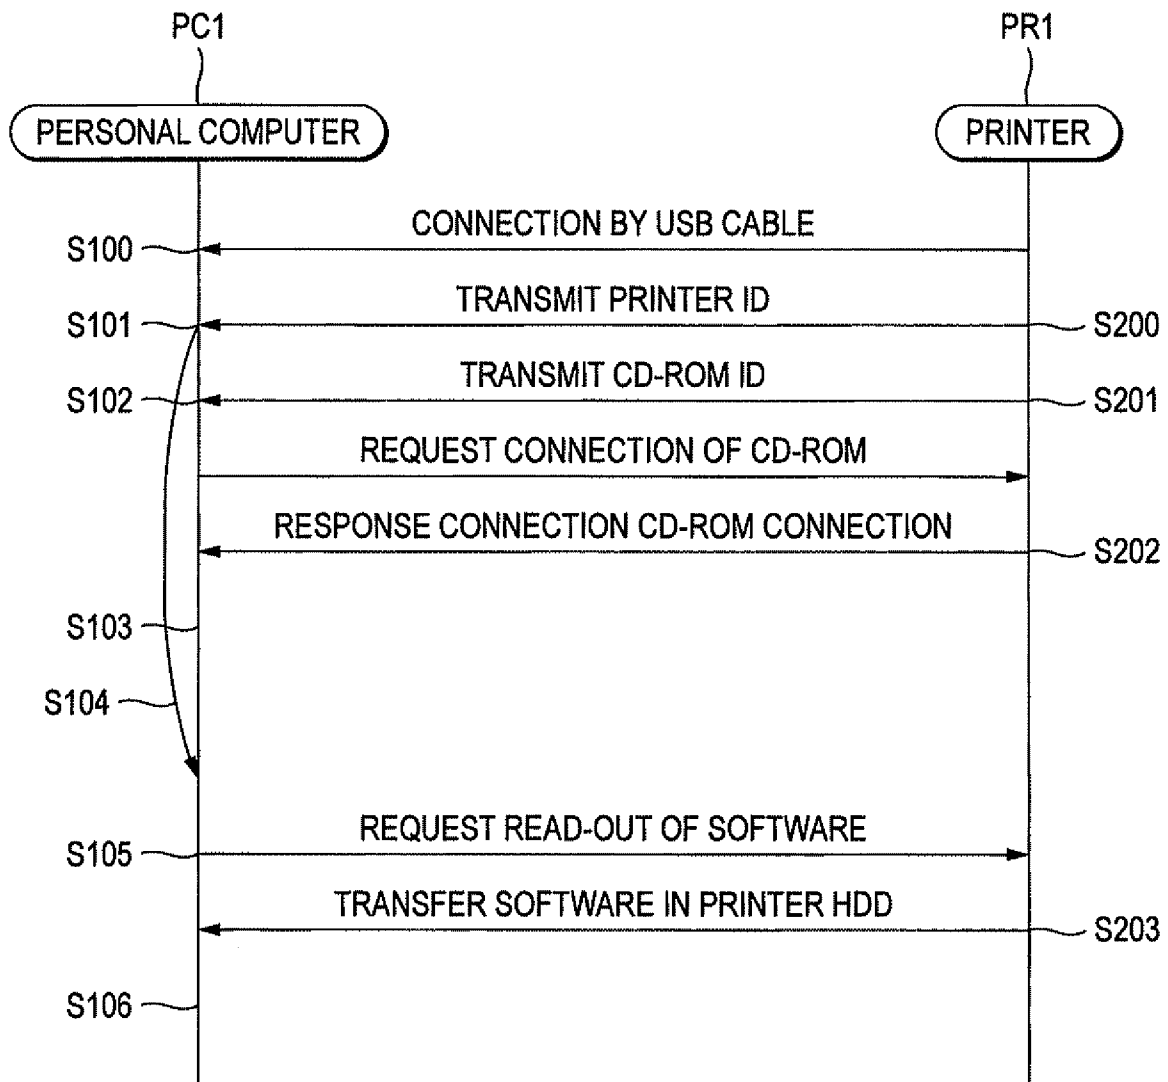 PC1
PR1
PERSONAL COMPUTER
PRINTER
CONNECTION BY USB CABLE
S100
TRANSMIT PRINTER ID
S101
S200
TRANSMIT CD-ROM ID
S102
S201
REQUEST CONNECTION OF CD-ROM
RESPONSE CONNECTION CD-ROM CONNECTION
S202
S103
S104
REQUEST READ-OUT OF SOFTWARE
S105
TRANSFER SOFTWARE IN PRINTER HDD
S203
S106